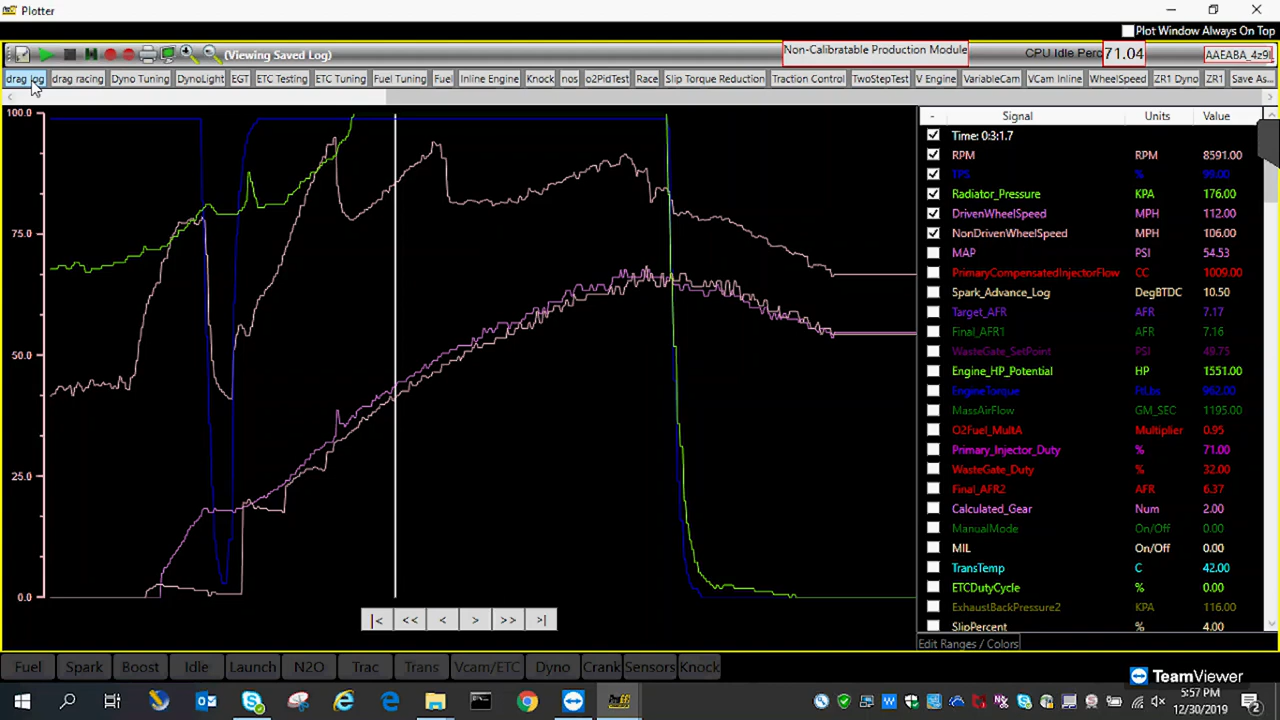 Plotter
Plot Window Always On Top
(Viewing Saved Log)
Non-Calibratable Production Module
CPU Idle Perc
71.04
AAEABA_4z9i
drag log
drag racing
Dyno Tuning
DynoLight
EGT
ETC Testing
ETC Tuning
Fuel Tuning
Fuel
Inline Engine
Knock
nos
o2PidTest
Race
Slip Torque Reduction
Traction Control
TwoStepTest
V Engine
VariableCam
VCam Inline
WheelSpeed
ZR1 Dyno
ZR1
Save As...
100.0
75.0
50.0
25.0
0.0
- Signal Units Value
Time: 0:3:1.7
RPM RPM 8591.00
TPS % 99.00
Radiator_Pressure KPA 176.00
DrivenWheelSpeed MPH 112.00
NonDrivenWheelSpeed MPH 106.00
MAP PSI 54.53
PrimaryCompensatedInjectorFlow CC 1009.00
Spark_Advance_Log DegBTDC 10.50
Target_AFR AFR 7.17
Final_AFR1 AFR 7.16
WasteGate_SetPoint PSI 49.75
Engine_HP_Potential HP 1551.00
EngineTorque FtLbs 962.00
MassAirFlow GM_SEC 1195.00
O2Fuel_MultA Multiplier 0.95
Primary_Injector_Duty % 71.00
WasteGate_Duty % 32.00
Final_AFR2 AFR 6.37
Calculated_Gear Num 2.00
ManualMode On/Off 0.00
MIL On/Off 0.00
TransTemp C 42.00
ETCDutyCycle % 0.00
ExhaustBackPressure2 KPA 116.00
SlipPercent % 4.00
|< << < > >> >|
Edit Ranges / Colors
Fuel Spark Boost Idle Launch N2O Trac Trans Vcam/ETC Dyno Crank Sensors Knock
TeamViewer
5:57 PM
12/30/2019
2